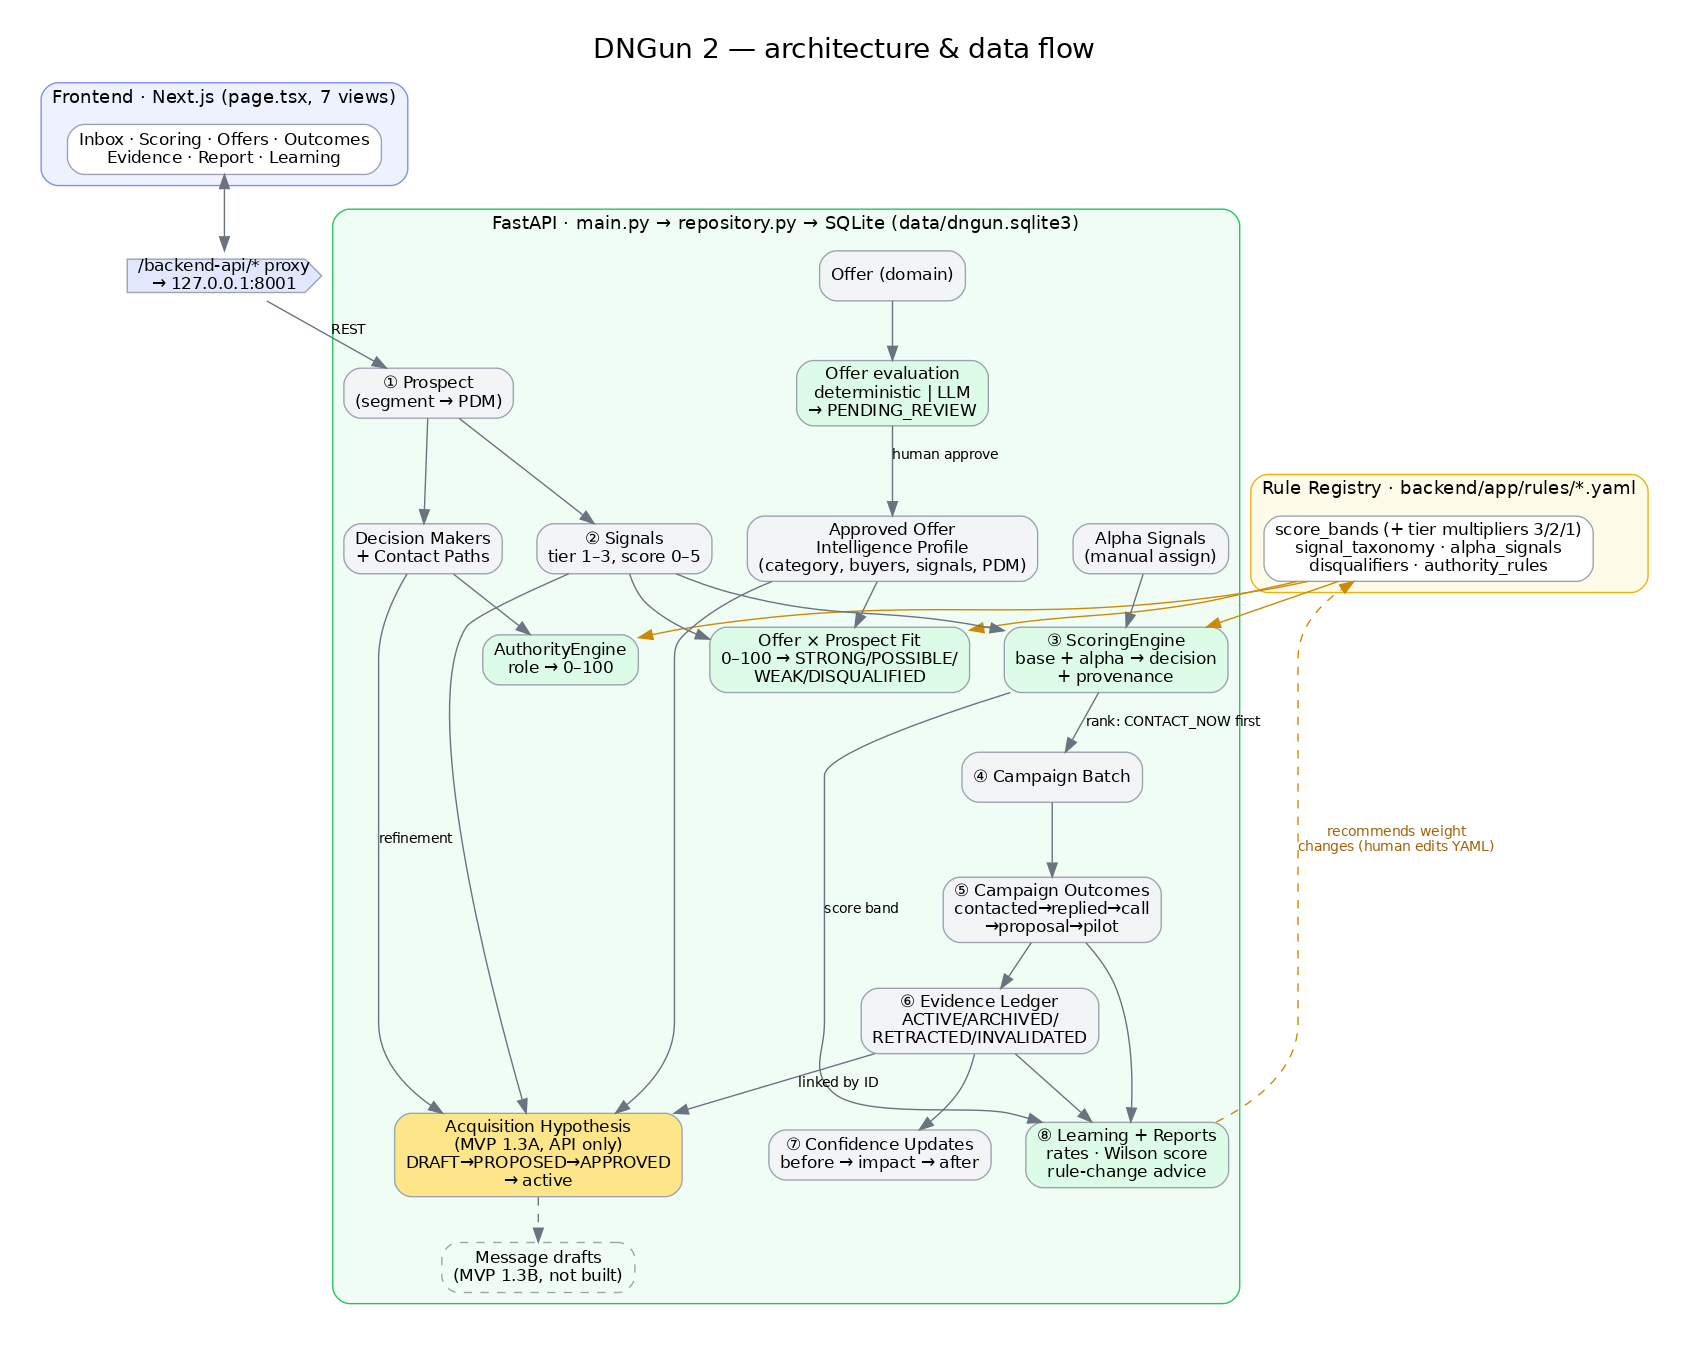 DNGun 2 — architecture & data flow
Frontend · Next.js (page.tsx, 7 views)
Inbox · Scoring · Offers · Outcomes
Evidence · Report · Learning
/backend-api/* proxy
→ 127.0.0.1:8001
REST
FastAPI · main.py → repository.py → SQLite (data/dngun.sqlite3)
Offer (domain)
① Prospect
(segment → PDM)
Offer evaluation
deterministic | LLM
→ PENDING_REVIEW
human approve
Decision Makers
+ Contact Paths
② Signals
tier 1–3, score 0–5
Approved Offer
Intelligence Profile
(category, buyers, signals, PDM)
Alpha Signals
(manual assign)
Rule Registry · backend/app/rules/*.yaml
score_bands (+ tier multipliers 3/2/1)
signal_taxonomy · alpha_signals
disqualifiers · authority_rules
AuthorityEngine
role → 0–100
Offer × Prospect Fit
0–100 → STRONG/POSSIBLE/
WEAK/DISQUALIFIED
③ ScoringEngine
base + alpha → decision
+ provenance
rank: CONTACT_NOW first
④ Campaign Batch
refinement
recommends weight
changes (human edits YAML)
score band
⑤ Campaign Outcomes
contacted→replied→call
→proposal→pilot
⑥ Evidence Ledger
ACTIVE/ARCHIVED/
RETRACTED/INVALIDATED
linked by ID
Acquisition Hypothesis
(MVP 1.3A, API only)
DRAFT→PROPOSED→APPROVED
→ active
⑦ Confidence Updates
before → impact → after
⑧ Learning + Reports
rates · Wilson score
rule-change advice
Message drafts
(MVP 1.3B, not built)